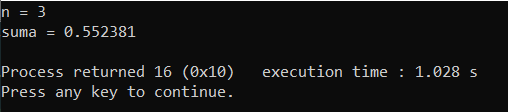 n = 3
suma = 0.552381
Process returned 16 (0x10)   execution time : 1.028 s
Press any key to continue.